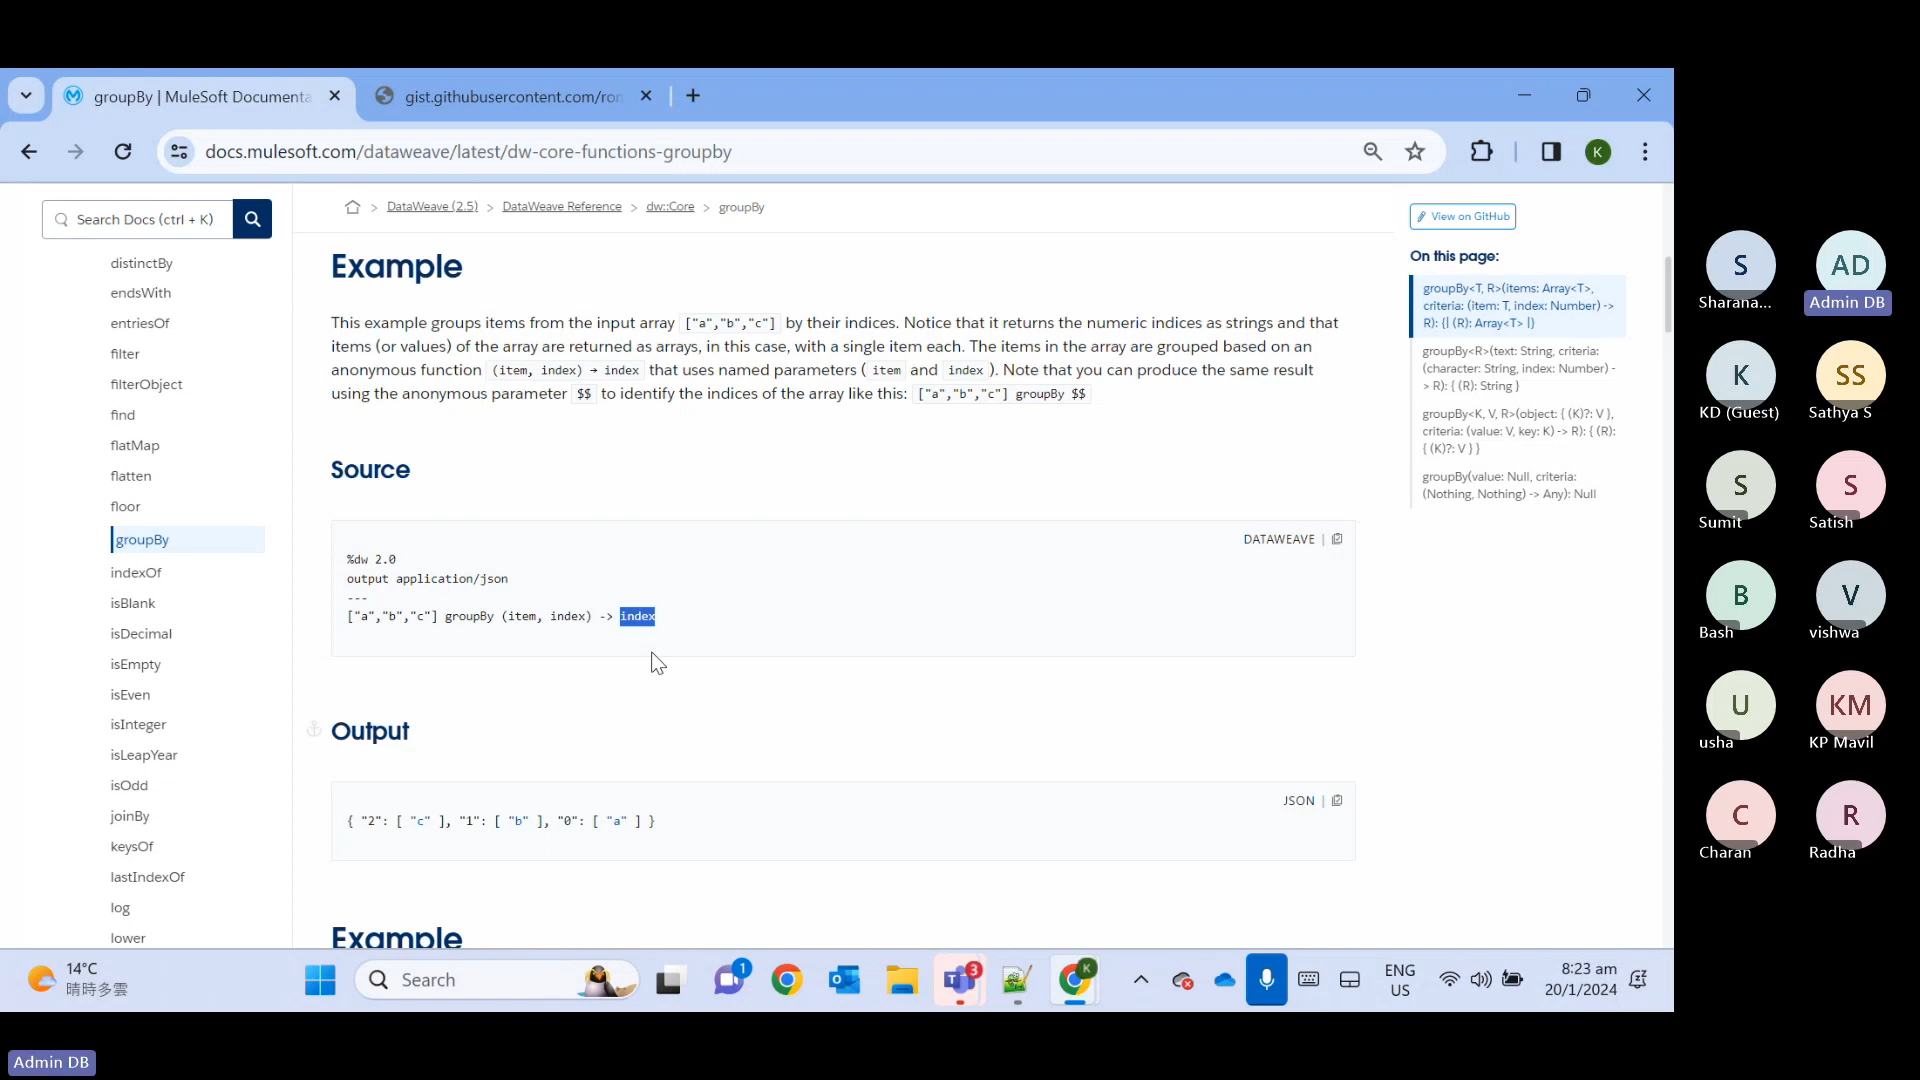 groupBy | MuleSoft Documenta
gist.githubusercontent.com/ron
docs.mulesoft.com/dataweave/latest/dw-core-functions-groupby
K
Search Docs (ctrl + K)
distinctBy
endsWith
entriesOf
filter
filterObject
find
flatMap
flatten
floor
groupBy
indexOf
isBlank
isDecimal
isEmpty
isEven
isInteger
isLeapYear
isOdd
joinBy
keysOf
lastIndexOf
log
lower
> DataWeave (2.5) > DataWeave Reference > dw::Core > groupBy
Example
This example groups items from the input array ["a","b","c"] by their indices. Notice that it returns the numeric indices as strings and that
items (or values) of the array are returned as arrays, in this case, with a single item each. The items in the array are grouped based on an
anonymous function (item, index) → index that uses named parameters ( item and index ). Note that you can produce the same result
using the anonymous parameter $$ to identify the indices of the array like this: ["a","b","c"] groupBy $$
Source
DATAWEAVE |
%dw 2.0
output application/json
---
["a","b","c"] groupBy (item, index) -> index
Output
JSON |
{ "2": [ "c" ], "1": [ "b" ], "0": [ "a" ] }
Example
View on GitHub
On this page:
groupBy<T, R>(items: Array<T>,
criteria: (item: T, index: Number) ->
R): {| (R): Array<T> |}
groupBy<R>(text: String, criteria:
(character: String, index: Number) -
> R): { (R): String }
groupBy<K, V, R>(object: { (K)?: V },
criteria: (value: V, key: K) -> R): { (R):
{ (K)?: V } }
groupBy(value: Null, criteria:
(Nothing, Nothing) -> Any): Null
14°C
晴時多雲
Search
1
3
K
ENG
US
8:23 am
20/1/2024
S
Sharana...
AD
Admin DB
K
KD (Guest)
SS
Sathya S
S
Sumit
S
Satish
B
Bash
V
vishwa
U
usha
KM
KP Mavil
C
Charan
R
Radha
Admin DB